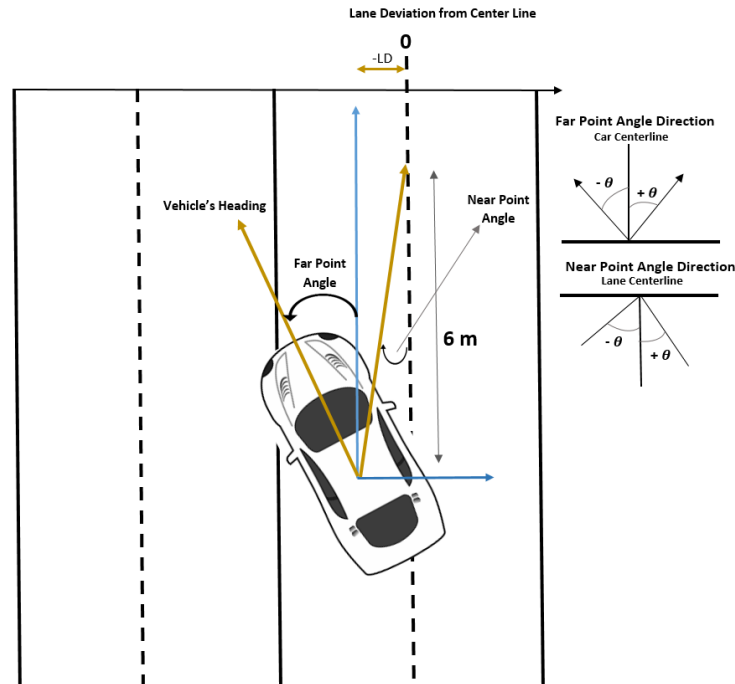 Lane Deviation from Center Line
0
-LD
Far Point Angle Direction
Car Centerline
- θ
+ θ
Vehicle's Heading
Near Point
Angle
Far Point
Angle
Near Point Angle Direction
Lane Centerline
- θ
+ θ
6 m